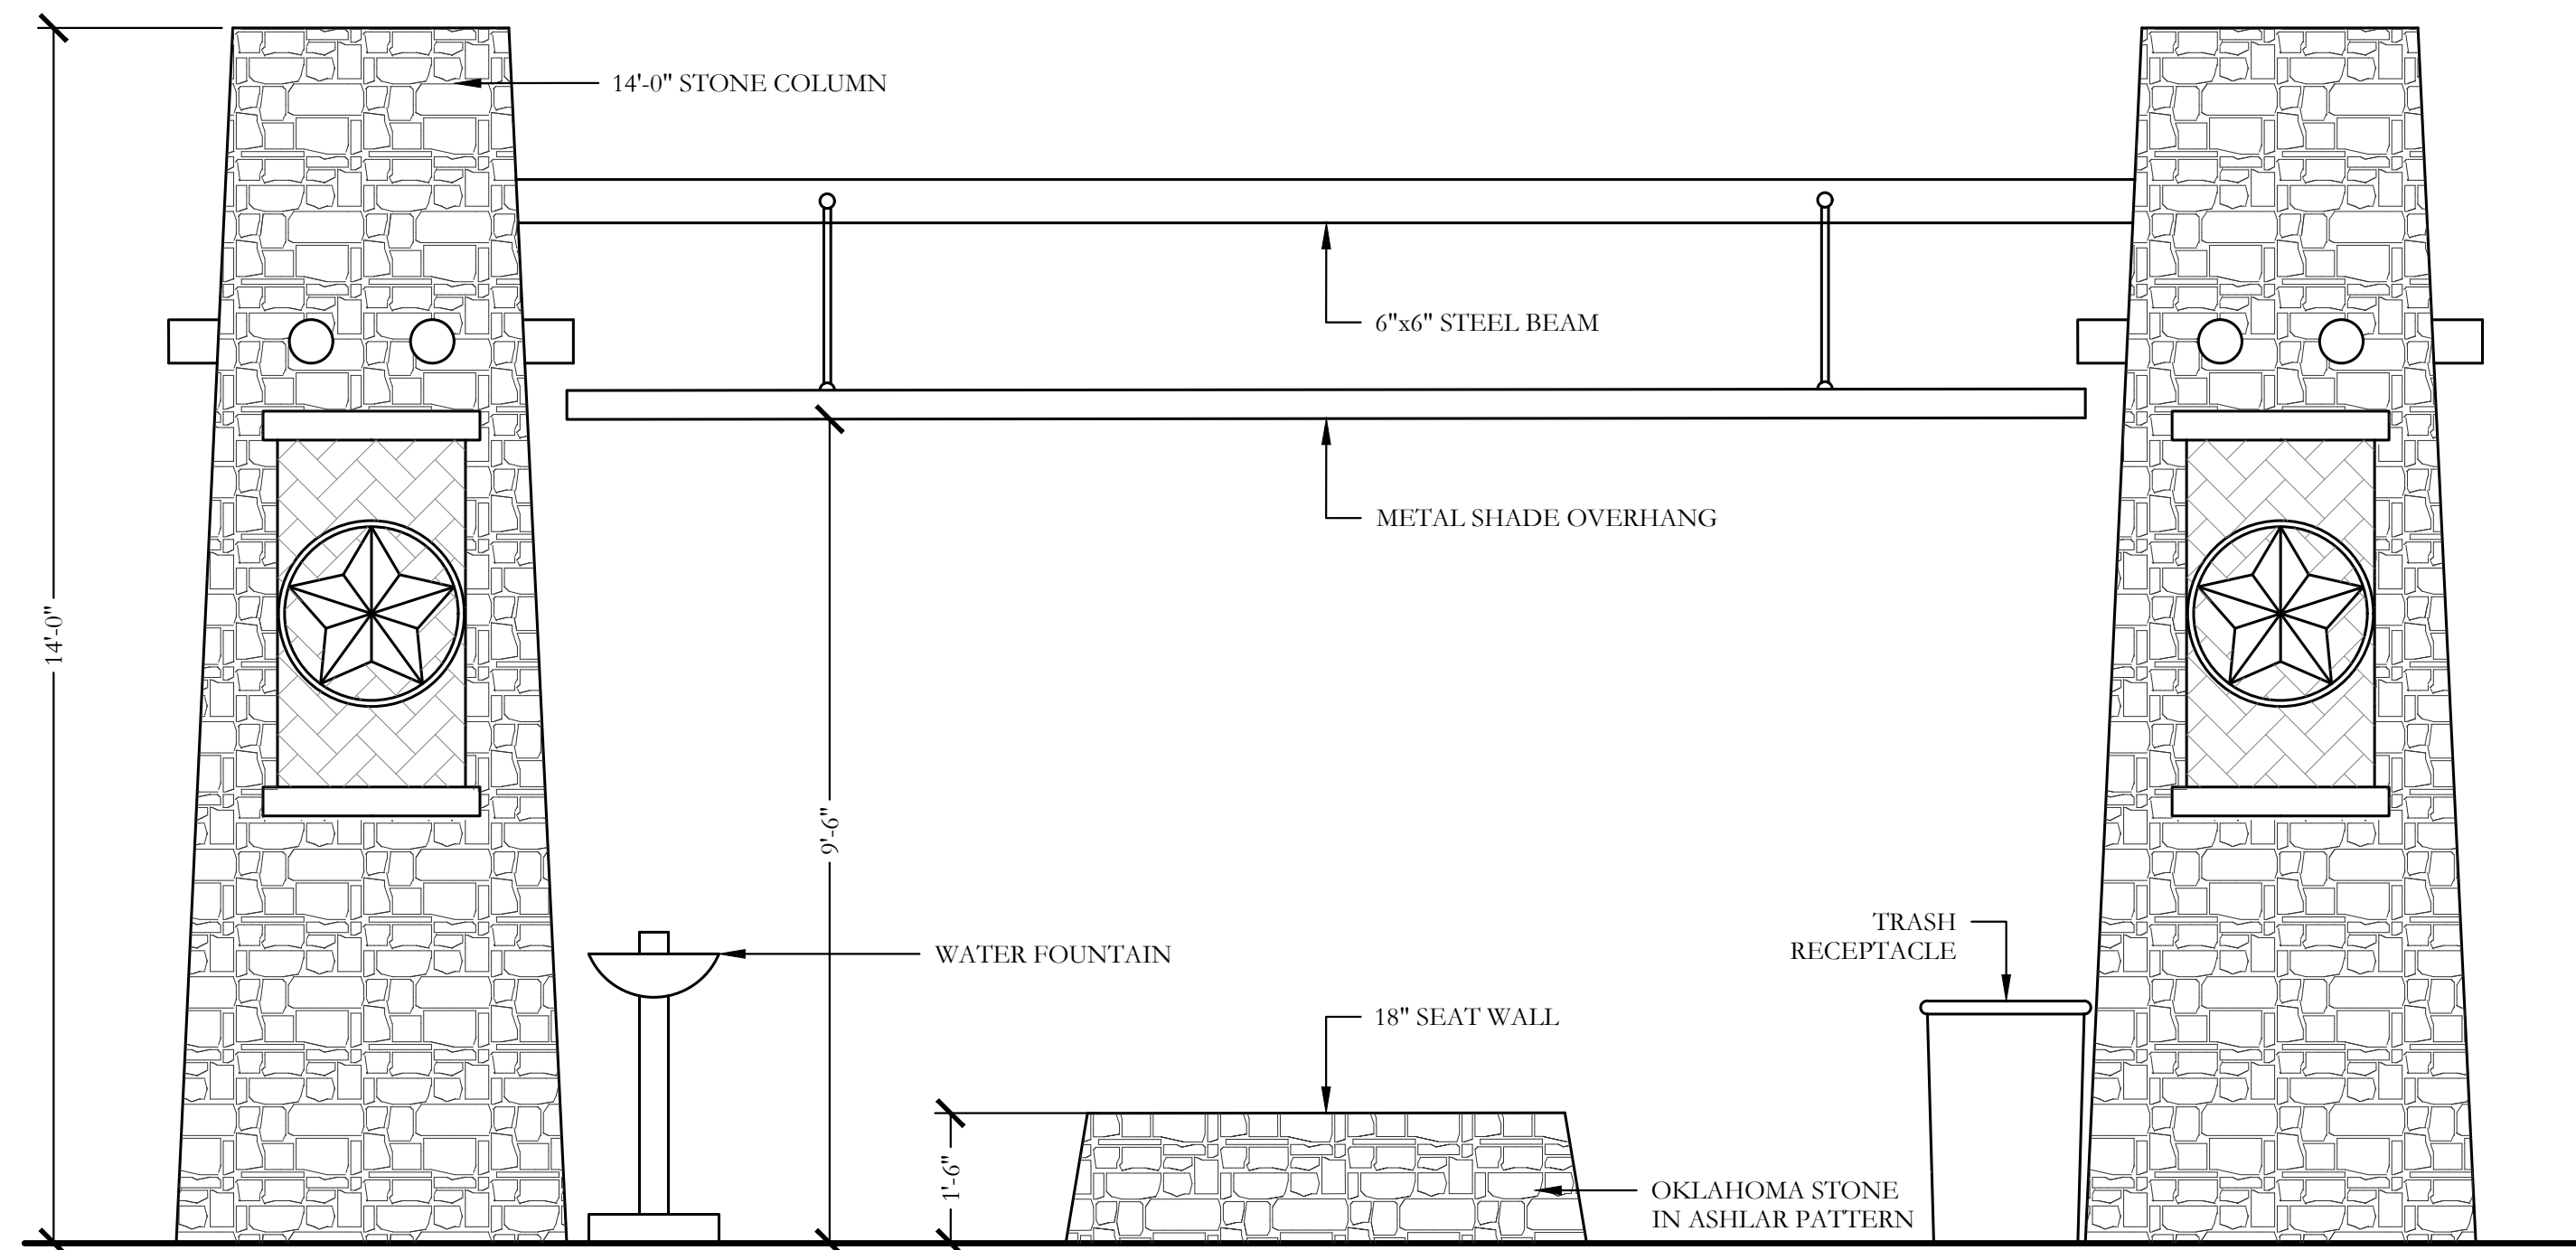 14'-0" STONE COLUMN
6"x6" STEEL BEAM
METAL SHADE OVERHANG
14'-0"
9'-6"
WATER FOUNTAIN
TRASH
RECEPTACLE
18" SEAT WALL
1'-6"
OKLAHOMA STONE
IN ASHLAR PATTERN